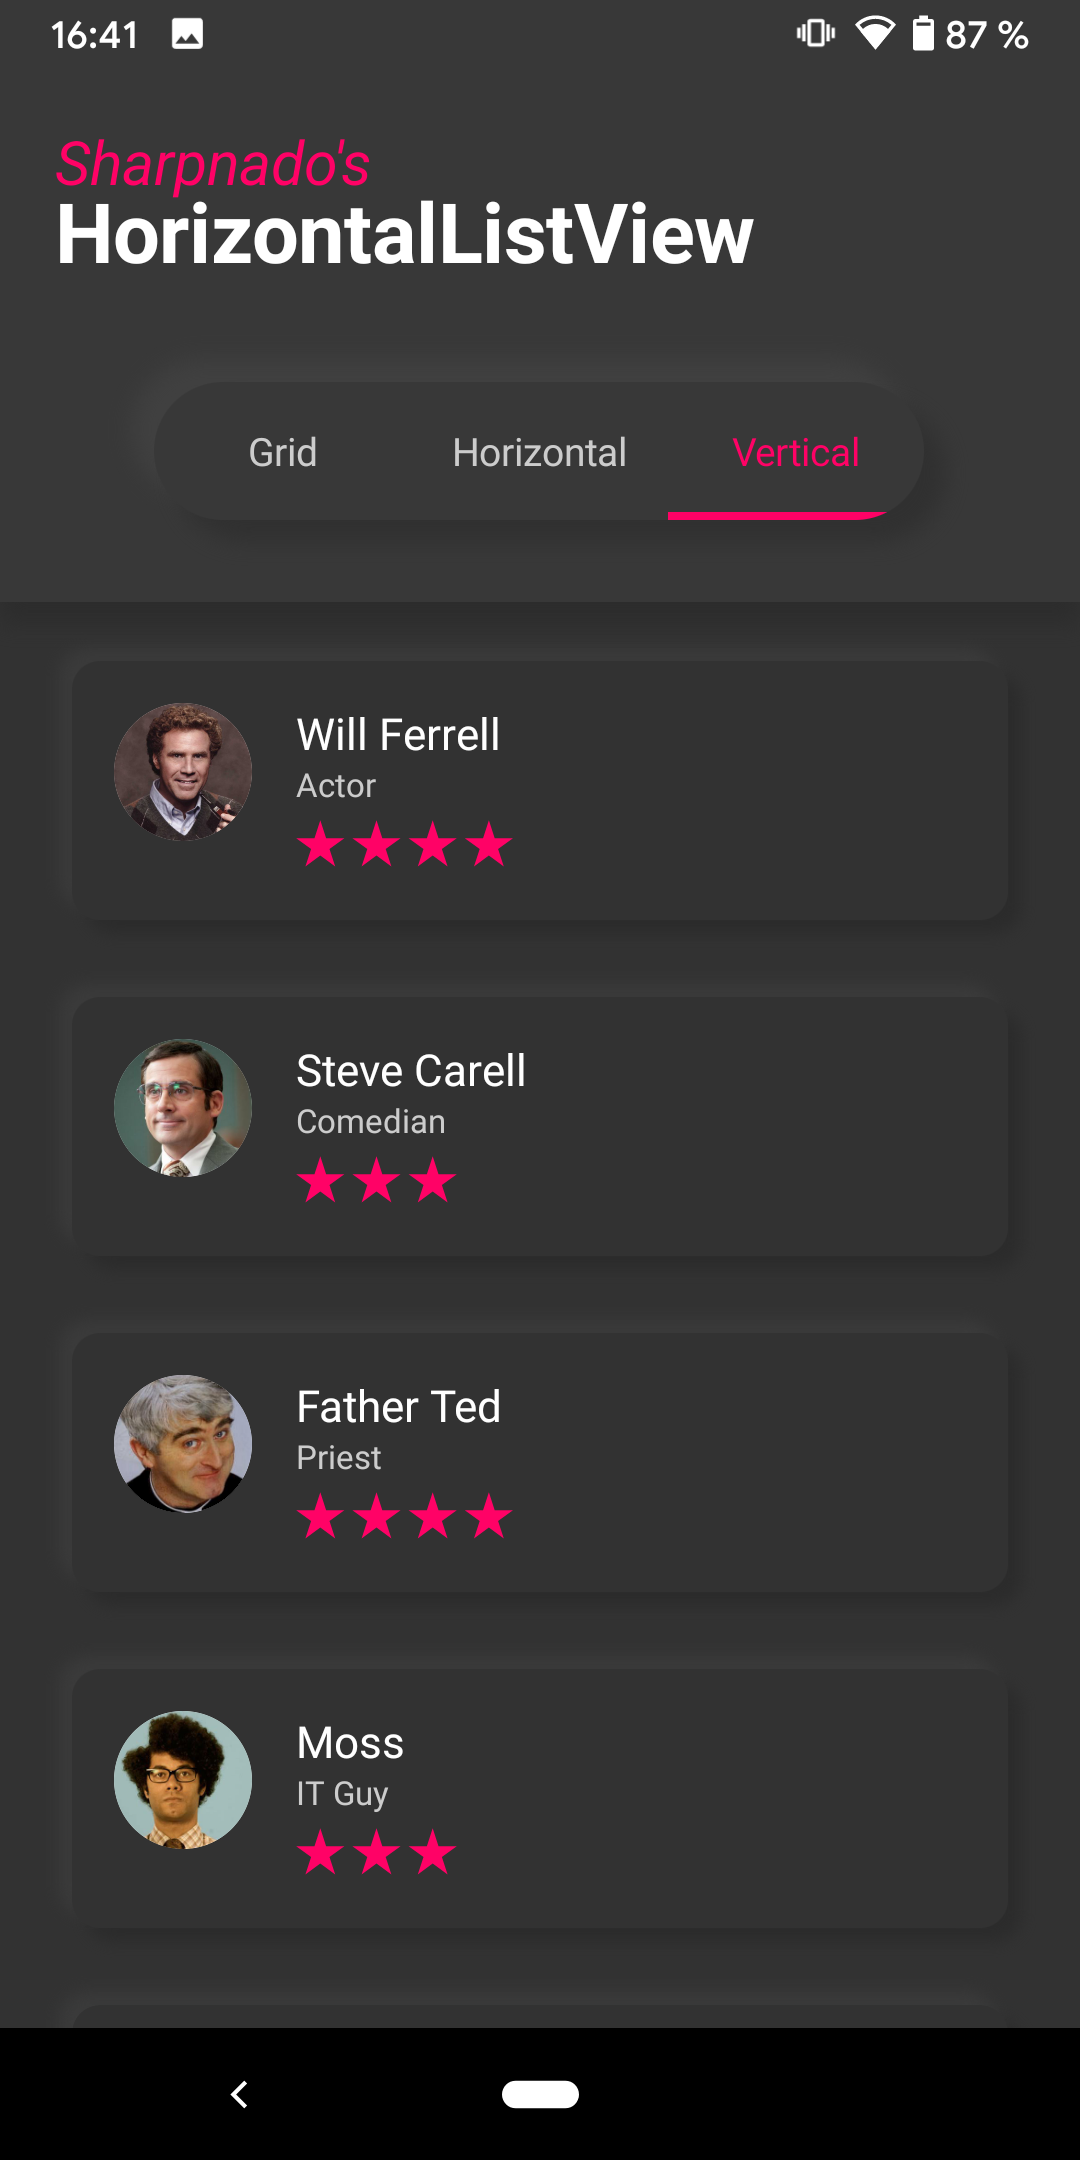 16:41
87 %
Sharpnado's
HorizontalListView
Grid Horizontal Vertical
Will Ferrell
Actor
★★★★
Steve Carell
Comedian
★★★
Father Ted
Priest
★★★★
Moss
IT Guy
★★★